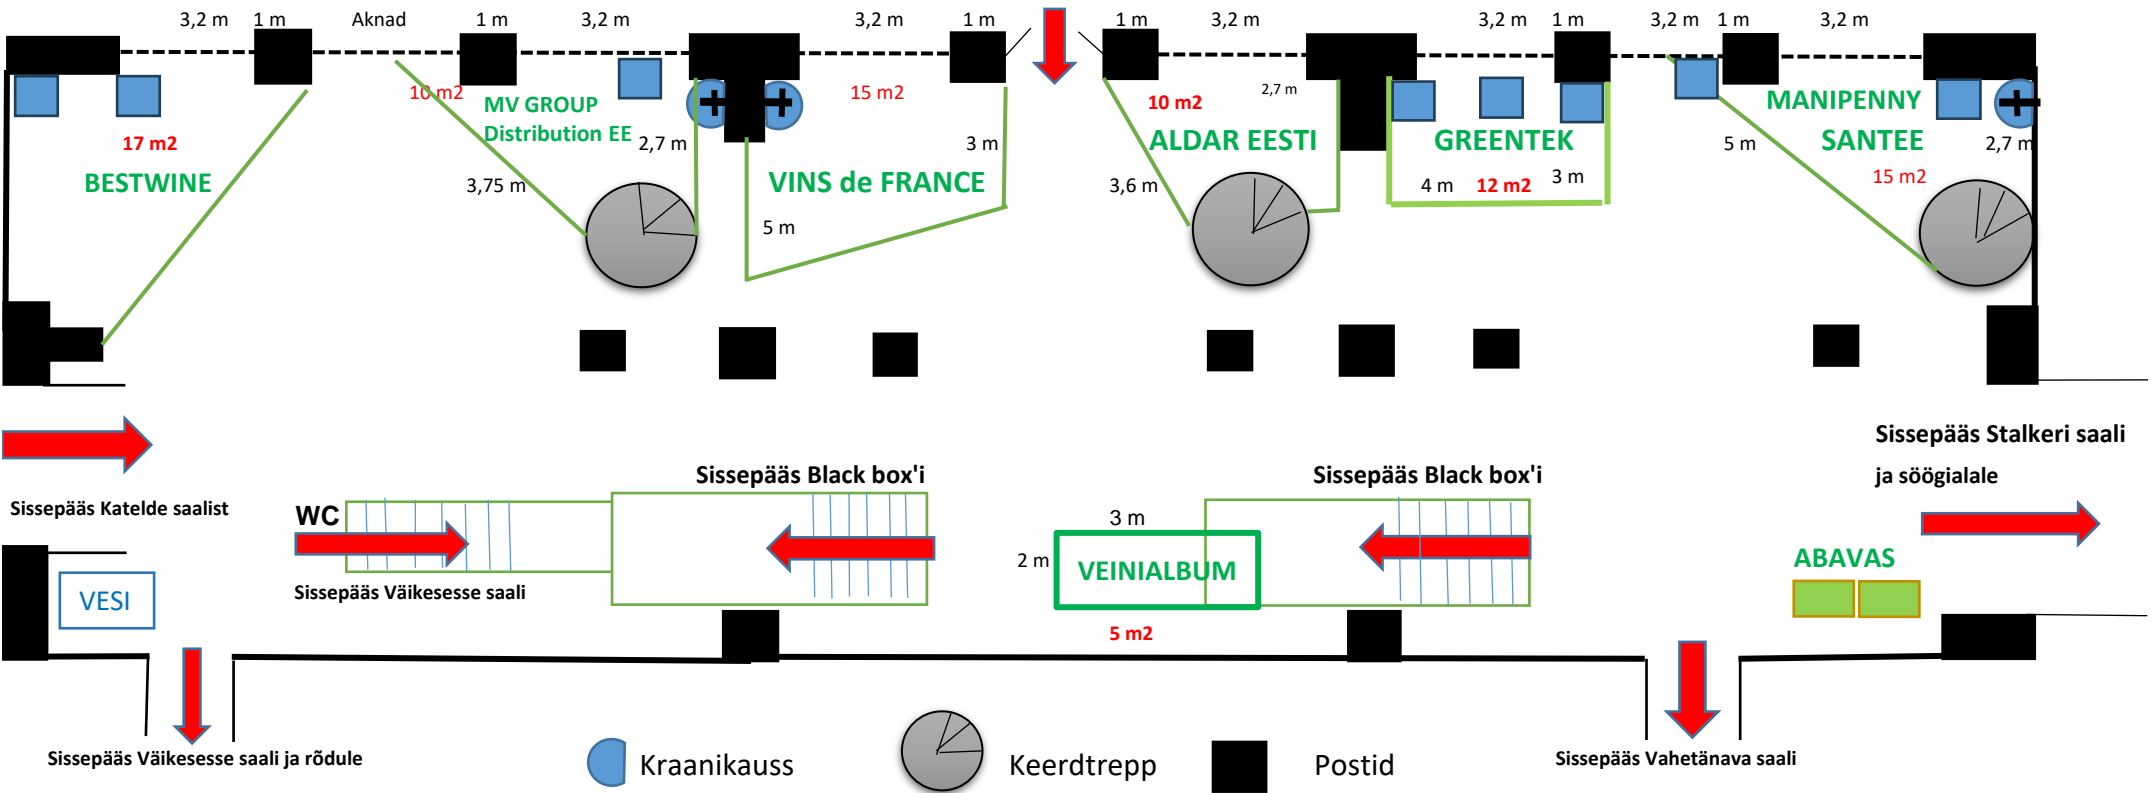 3,2 m 1 m Aknad 1 m 3,2 m 3,2 m 1 m 1 m 3,2 m 3,2 m 1 m 3,2 m 1 m 3,2 m
10 m2
MV GROUP
Distribution EE
15 m2
10 m2
2,7 m
MANIPENNY
17 m2
2,7 m
3 m
ALDAR EESTI
GREENTEK
5 m
SANTEE
2,7 m
BESTWINE
3,75 m
VINS de FRANCE
3,6 m
4 m
12 m2
3 m
15 m2
5 m
Sissepääs Stalkeri saali
ja söögialale
Sissepääs Black box'i
Sissepääs Black box'i
Sissepääs Katelde saalist
WC
3 m
2 m
VEINIALBUM
ABAVAS
VESI
Sissepääs Väikesesse saali
5 m2
Sissepääs Väikesesse saali ja rõdule
Kraanikauss
Keerdtrepp
Postid
Sissepääs Vahetänava saali